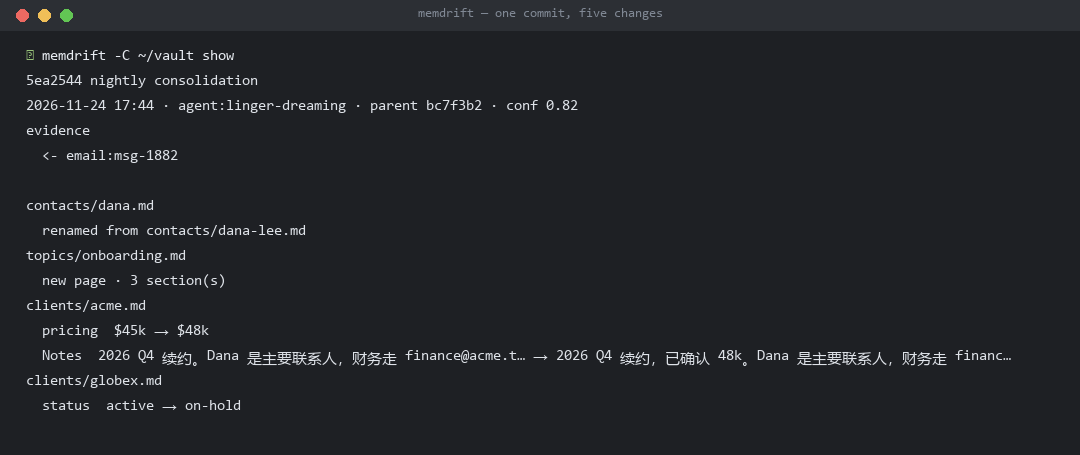 memdrift — one commit, five changes
memdrift -C ~/vault show
5ea2544 nightly consolidation
2026-11-24 17:44 · agent:linger-dreaming · parent bc7f3b2 · conf 0.82
evidence
<- email:msg-1882
contacts/dana.md
renamed from contacts/dana-lee.md
topics/onboarding.md
new page · 3 section(s)
clients/acme.md
pricing  $45k → $48k
Notes  2026 Q4 续约。Dana 是主要联系人，财务走 finance@acme.t… → 2026 Q4 续约，已确认 48k。Dana 是主要联系人，财务走 financ…
clients/globex.md
status  active → on-hold